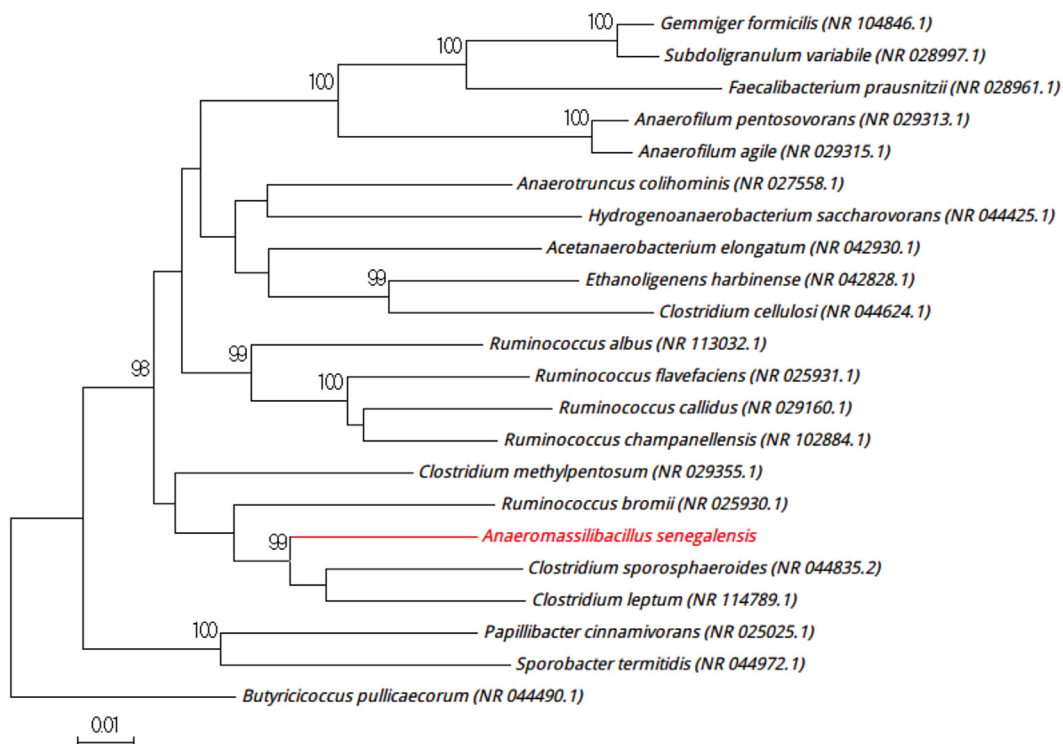 100 Gemmiger formicilis (NR 104846.1)
100 Subdoligranulum variabile (NR 028997.1)
100 Faecalibacterium prausnitzii (NR 028961.1)
100 Anaerofilum pentosovorans (NR 029313.1)
Anaerofilum agile (NR 029315.1)
Anaerotruncus colihominis (NR 027558.1)
Hydrogenoanaerobacterium saccharovorans (NR 044425.1)
Acetanaerobacterium elongatum (NR 042930.1)
99 Ethanoligenens harbinense (NR 042828.1)
Clostridium cellulosi (NR 044624.1)
99 Ruminococcus albus (NR 113032.1)
98 100 Ruminococcus flavefaciens (NR 025931.1)
Ruminococcus callidus (NR 029160.1)
Ruminococcus champanellensis (NR 102884.1)
Clostridium methylpentosum (NR 029355.1)
Ruminococcus bromii (NR 025930.1)
99 Anaeromassilibacillus senegalensis
Clostridium sporosphaeroides (NR 044835.2)
Clostridium leptum (NR 114789.1)
100 Papillibacter cinnamivorans (NR 025025.1)
Sporobacter termitidis (NR 044972.1)
Butyricicoccus pullicaecorum (NR 044490.1)
0.01